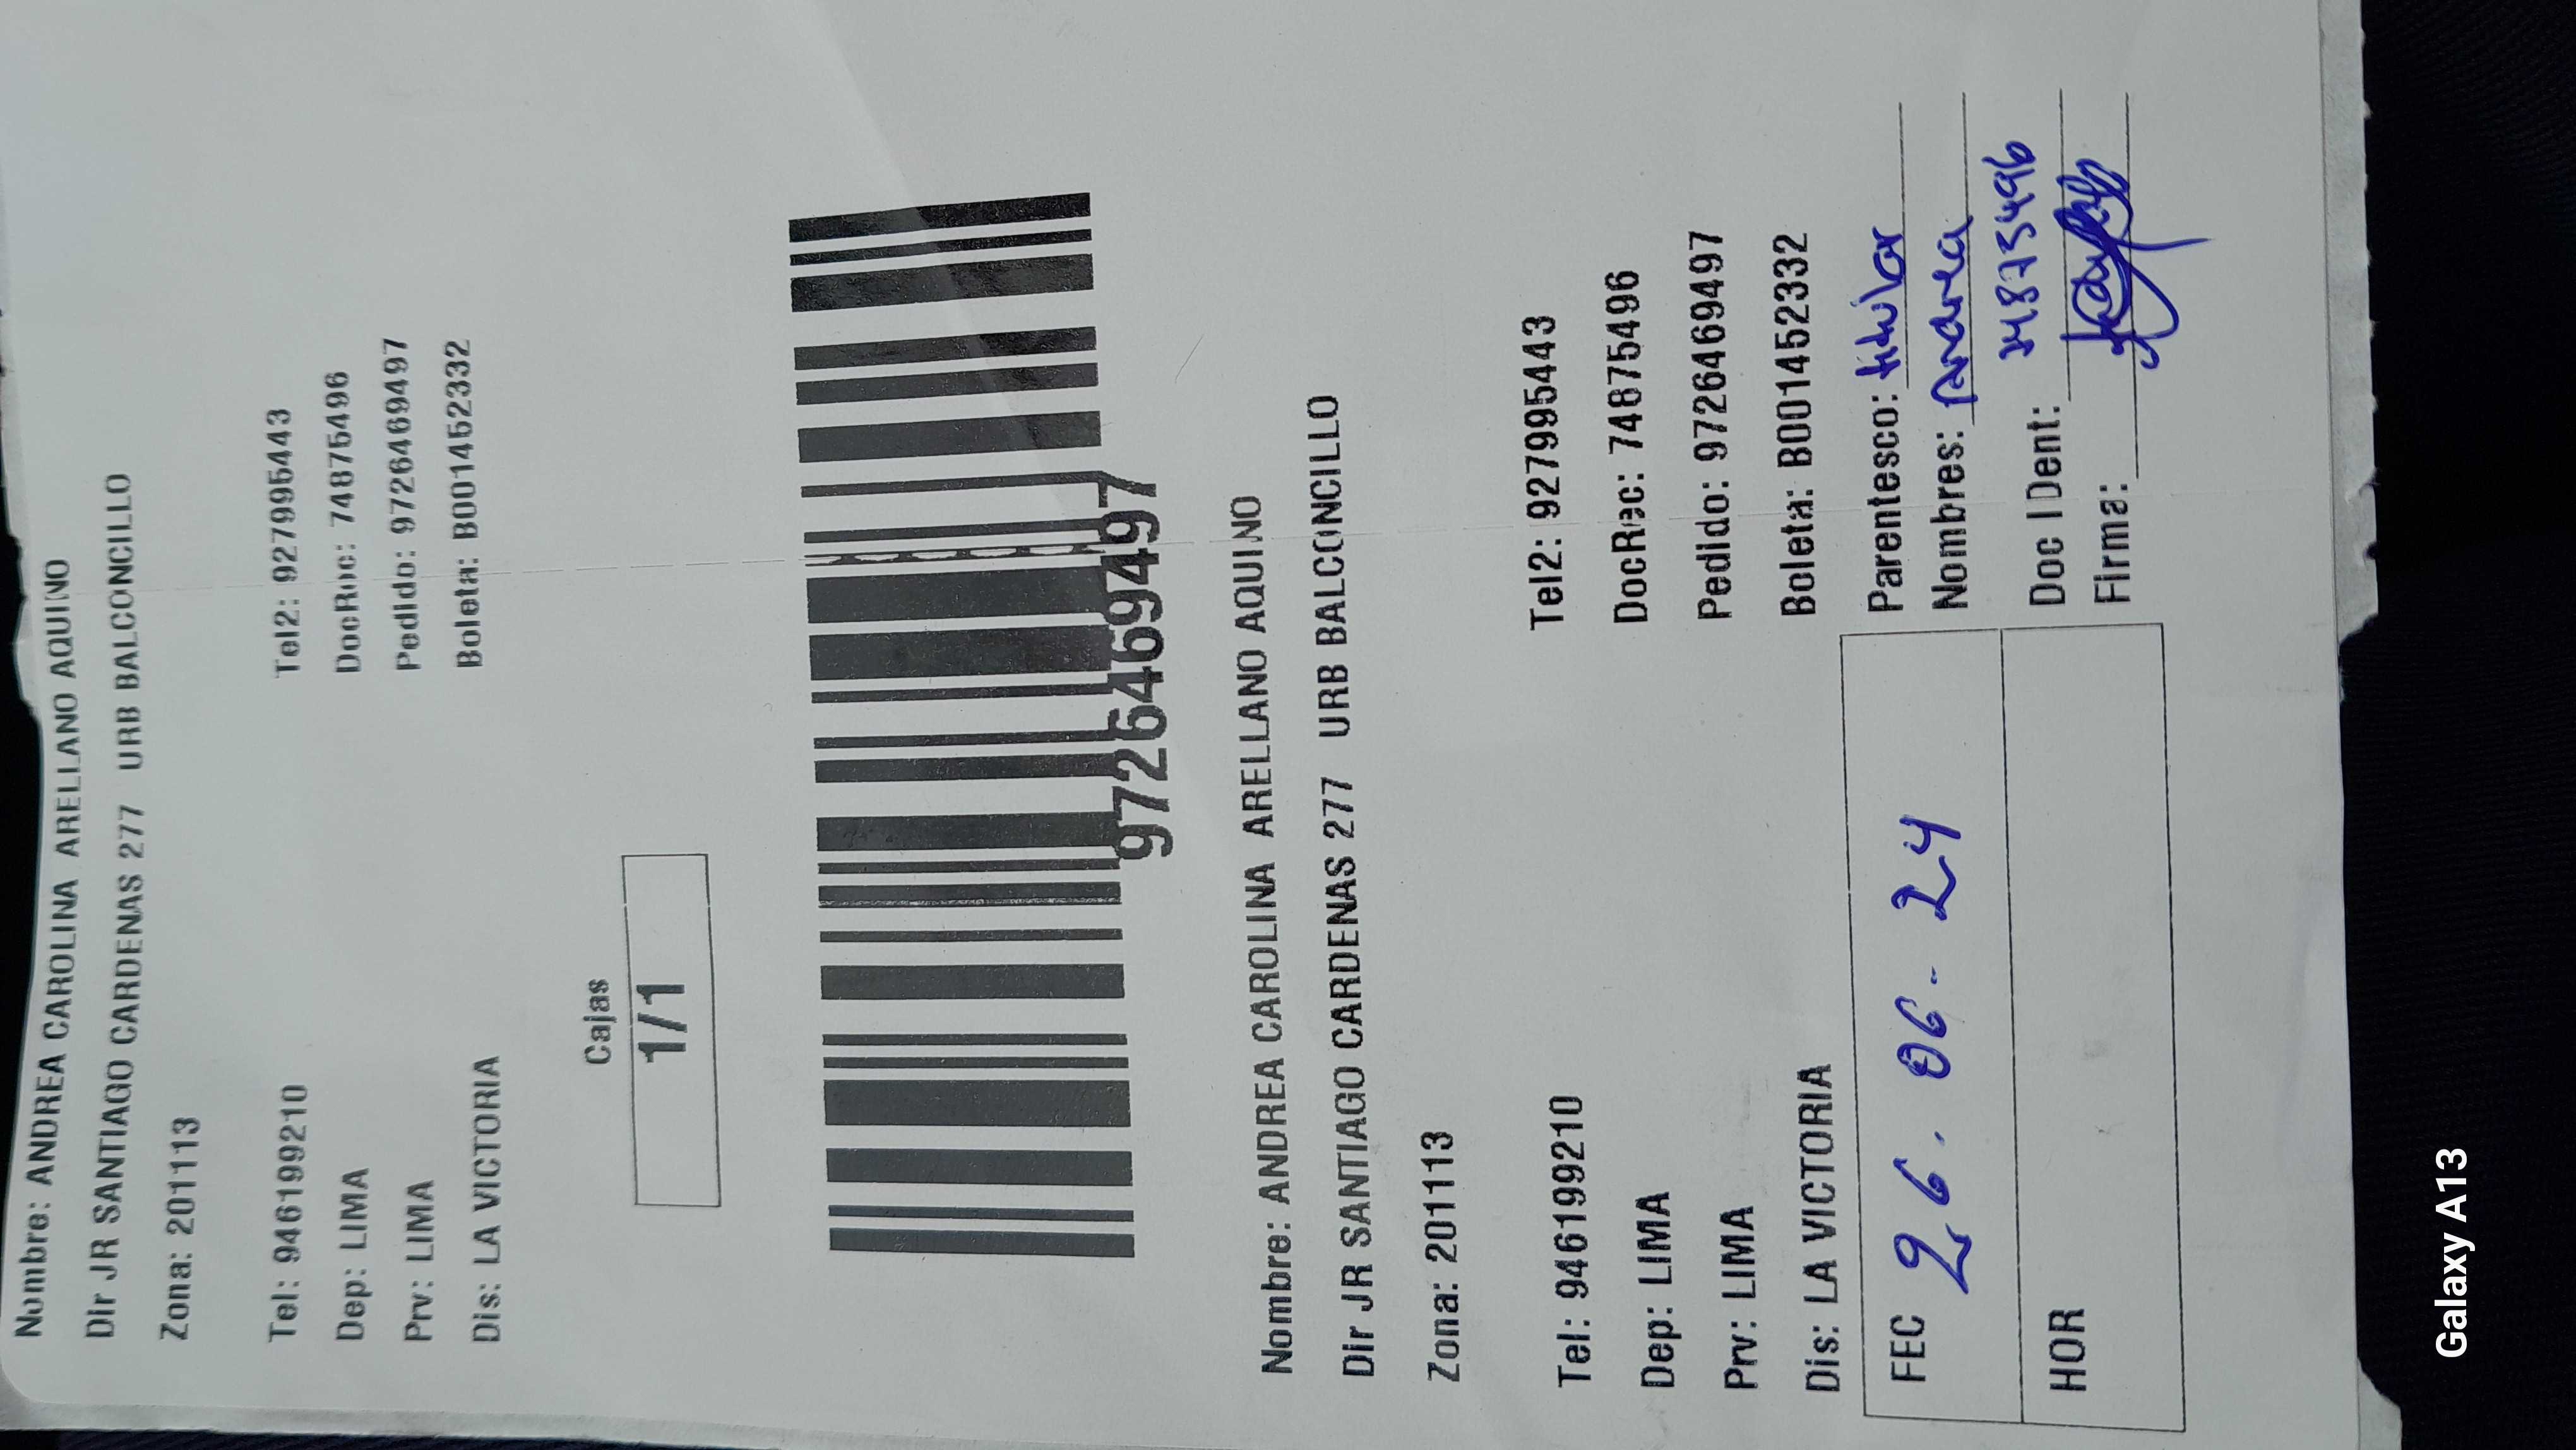 Nombre: ANDREA CAROLINA ARELLANO AQUINO
Dir JR SANTIAGO CARDENAS 277 URB BALCONCILLO
Zona: 201113
Tel: 946199210 Tel2: 927995443
Dep: LIMA DocRec: 74875496
Prv: LIMA Pedido: 9726469497
Dis: LA VICTORIA Boleta: B001452332
Cajas
1/1
9726469497
Nombre: ANDREA CAROLINA ARELLANO AQUINO
Dir JR SANTIAGO CARDENAS 277 URB BALCONCILLO
Zona: 201113
Tel: 946199210 Tel2: 927995443
Dep: LIMA DocRec: 74875496
Prv: LIMA Pedido: 9726469497
Dis: LA VICTORIA Boleta: B001452332
FEC 26.06.24
HOR
Parentesco: titular
Nombres: Andrea
Doc IDent: 74875496
Firma:
Galaxy A13